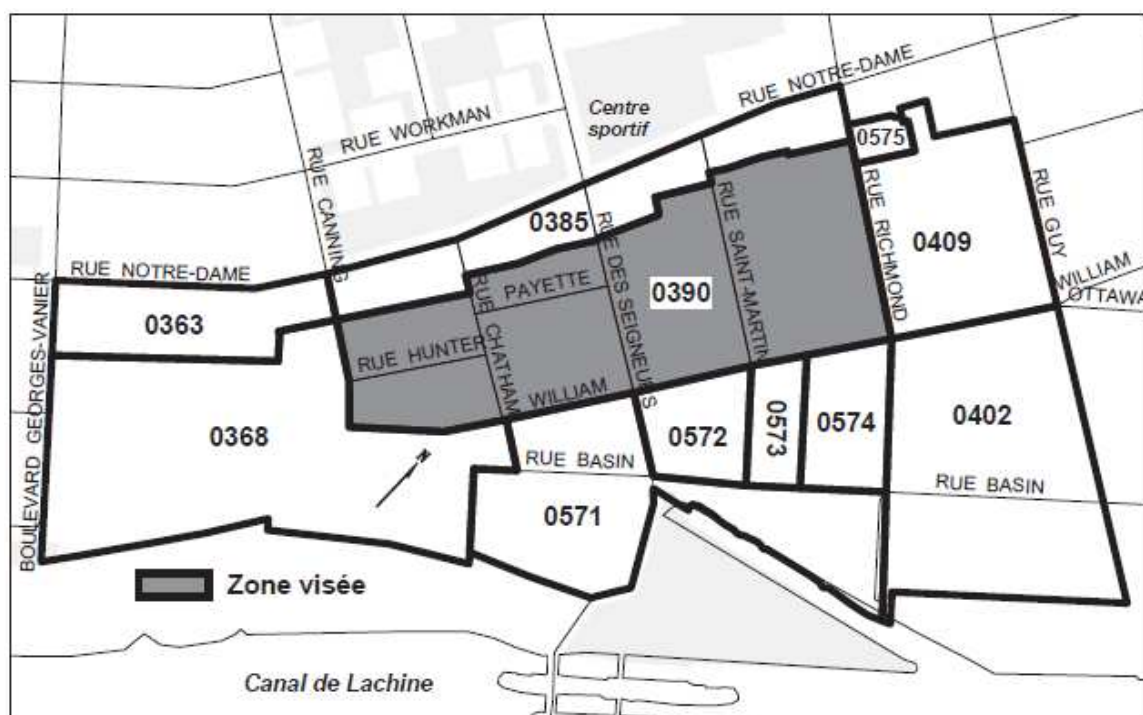 RUE NOTRE-DAME
Centre
sportif
RUE WORKMAN
0575
RUE CANNING
RUE GUY
0385
RUE DES SEIGNEURS
RUE SAINT-MARTIN
RUE RICHMOND
0409
RUE NOTRE-DAME
WILLIAM
OTTAWA
PAYETTE
0390
0363
RUE HUNTER
RUE CHATHAM
BOULEVARD GEORGES-VANIER
WILLIAM
0368
0572
0573
0574
0402
N
RUE BASIN
RUE BASIN
0571
Zone visée
Canal de Lachine